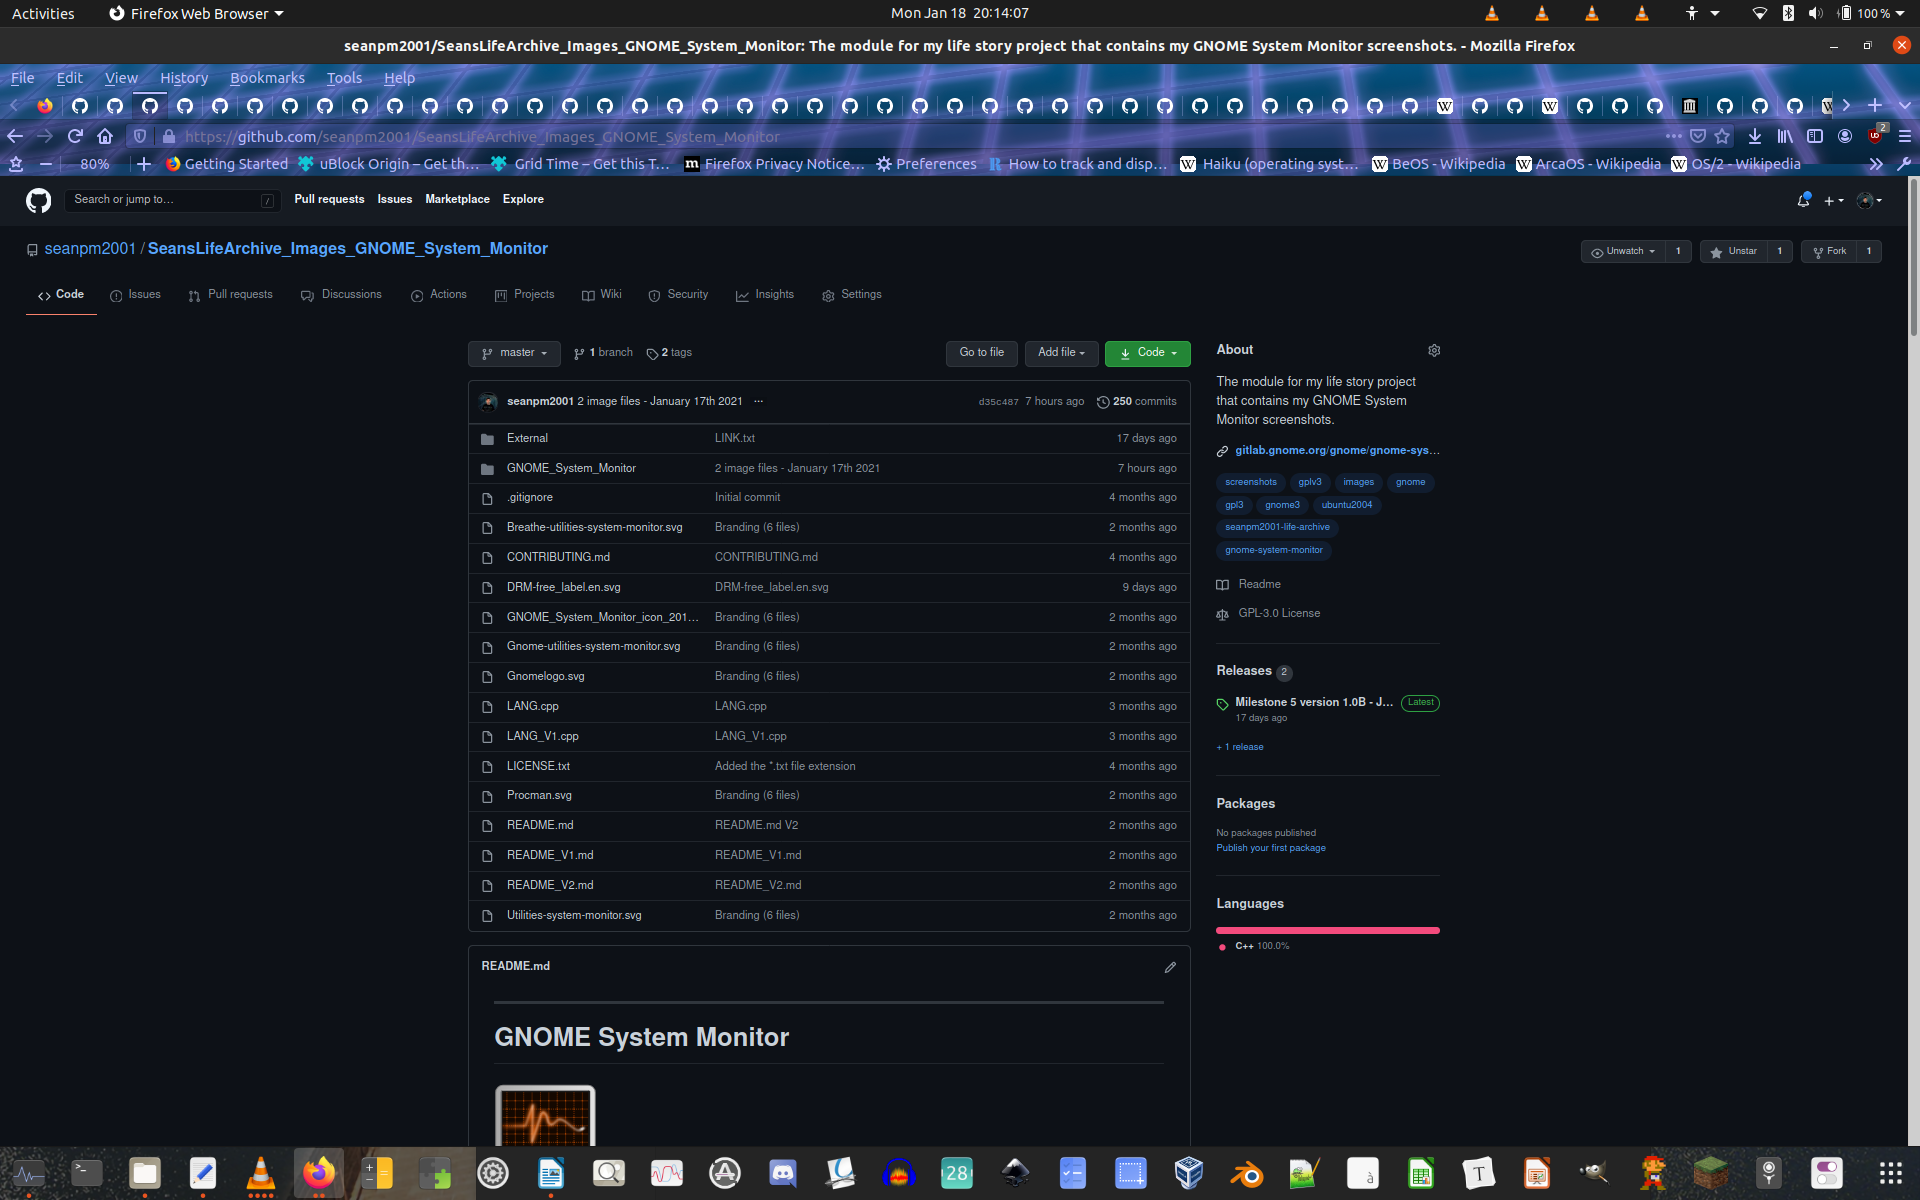 Activities Firefox Web Browser Mon Jan 18 20:14:07 100 %
seanpm2001/SeansLifeArchive_Images_GNOME_System_Monitor: The module for my life story project that contains my GNOME System Monitor screenshots. - Mozilla Firefox
File Edit View History Bookmarks Tools Help
https://github.com/seanpm2001/SeansLifeArchive_Images_GNOME_System_Monitor 2
80% Getting Started uBlock Origin – Get th… Grid Time – Get this T… Firefox Privacy Notice… Preferences How to track and disp… Haiku (operating syst… BeOS - Wikipedia ArcaOS - Wikipedia OS/2 - Wikipedia
Search or jump to… / Pull requests Issues Marketplace Explore
seanpm2001 / SeansLifeArchive_Images_GNOME_System_Monitor Unwatch 1 Unstar 1 Fork 1
Code Issues Pull requests Discussions Actions Projects Wiki Security Insights Settings
master 1 branch 2 tags Go to file Add file Code
seanpm2001 2 image files - January 17th 2021 ··· d35c487 7 hours ago 250 commits
External LINK.txt 17 days ago
GNOME_System_Monitor 2 image files - January 17th 2021 7 hours ago
.gitignore Initial commit 4 months ago
Breathe-utilities-system-monitor.svg Branding (6 files) 2 months ago
CONTRIBUTING.md CONTRIBUTING.md 4 months ago
DRM-free_label.en.svg DRM-free_label.en.svg 9 days ago
GNOME_System_Monitor_icon_201… Branding (6 files) 2 months ago
Gnome-utilities-system-monitor.svg Branding (6 files) 2 months ago
Gnomelogo.svg Branding (6 files) 2 months ago
LANG.cpp LANG.cpp 3 months ago
LANG_V1.cpp LANG_V1.cpp 3 months ago
LICENSE.txt Added the *.txt file extension 4 months ago
Procman.svg Branding (6 files) 2 months ago
README.md README.md V2 2 months ago
README_V1.md README_V1.md 2 months ago
README_V2.md README_V2.md 2 months ago
Utilities-system-monitor.svg Branding (6 files) 2 months ago
README.md
GNOME System Monitor
About
The module for my life story project
that contains my GNOME System
Monitor screenshots.
gitlab.gnome.org/gnome/gnome-sys…
screenshots gplv3 images gnome
gpl3 gnome3 ubuntu2004
seanpm2001-life-archive
gnome-system-monitor
Readme
GPL-3.0 License
Releases 2
Milestone 5 version 1.0B - J… Latest
17 days ago
+ 1 release
Packages
No packages published
Publish your first package
Languages
C++ 100.0%
28